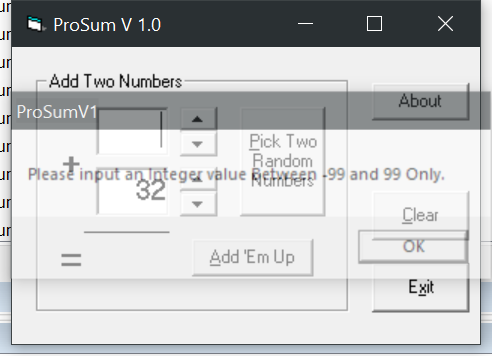 ProSum V 1.0
Add Two Numbers
About
ProSumV1
Pick Two
Random
Numbers
+
Please input an Integer value Between -99 and 99 Only.
32
Clear
=
Add 'Em Up
OK
Exit